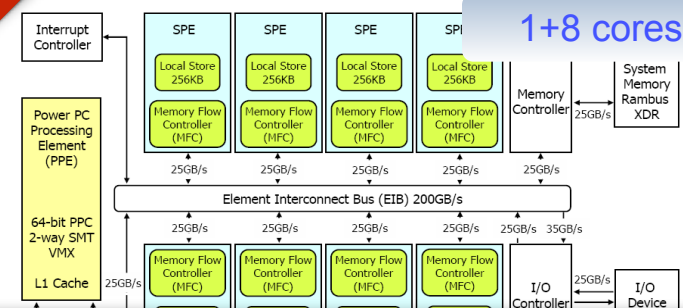 1+8 cores
Interrupt
Controller
SPE
SPE
SPE
Local Store
256KB
Local Store
256KB
Local Store
256KB
256KB
Memory Flow
Controller
(MFC)
Memory Flow
Controller
(MFC)
Memory Flow
Controller
(MFC)
Memory Flow
Controller
(MFC)
Memory
Controller
25GB/s
System
Memory
Rambus
XDR
Power PC
Processing
Element
(PPE)
64-bit PPC
2-way SMT
VMX
L1 Cache
25GB/s
25GB/s
25GB/s
25GB/s
25GB/s
Element Interconnect Bus (EIB) 200GB/s
25GB/s
25GB/s
25GB/s
25GB/s
25GB/s
35GB/s
25GB/s
Memory Flow
Controller
(MFC)
Memory Flow
Controller
(MFC)
Memory Flow
Controller
(MFC)
Memory Flow
Controller
(MFC)
I/O
Controller
25GB/s
I/O
Device